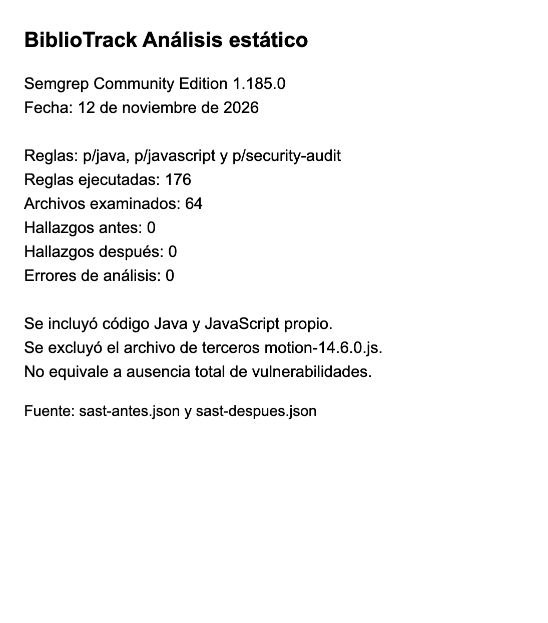 BiblioTrack Análisis estático
Semgrep Community Edition 1.185.0
Fecha: 12 de noviembre de 2026
Reglas: p/java, p/javascript y p/security-audit
Reglas ejecutadas: 176
Archivos examinados: 64
Hallazgos antes: 0
Hallazgos después: 0
Errores de análisis: 0
Se incluyó código Java y JavaScript propio.
Se excluyó el archivo de terceros motion-14.6.0.js.
No equivale a ausencia total de vulnerabilidades.
Fuente: sast-antes.json y sast-despues.json